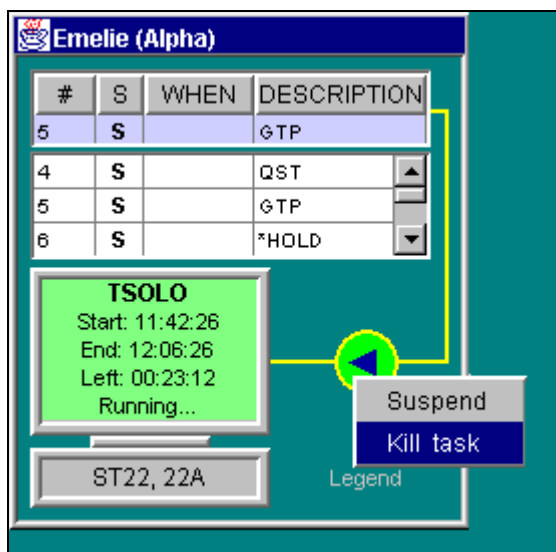 Emelie (Alpha)
# S WHEN DESCRIPTION
5 S GTP
4 S QST
5 S GTP
6 S *HOLD
TSOLO
Start: 11:42:26
End: 12:06:26
Left: 00:23:12
Running...
Suspend
Kill task
ST22, 22A
Legend